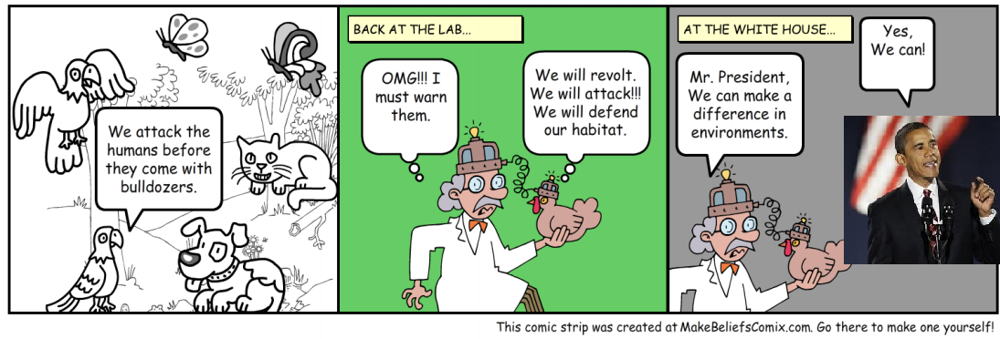 We attack the
humans before
they come with
bulldozers.
BACK AT THE LAB...
OMG!!! I
must warn
them.
We will revolt.
We will attack!!!
We will defend
our habitat.
AT THE WHITE HOUSE...
Mr. President,
We can make a
difference in
environments.
Yes,
We can!
This comic strip was created at MakeBeliefsComix.com. Go there to make one yourself!